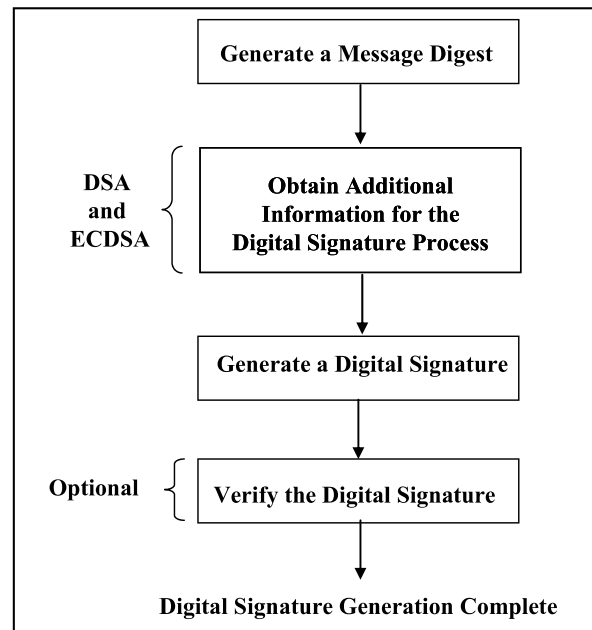 Generate a Message Digest
DSA
and
ECDSA
Obtain Additional
Information for the
Digital Signature Process
Generate a Digital Signature
Optional
Verify the Digital Signature
Digital Signature Generation Complete